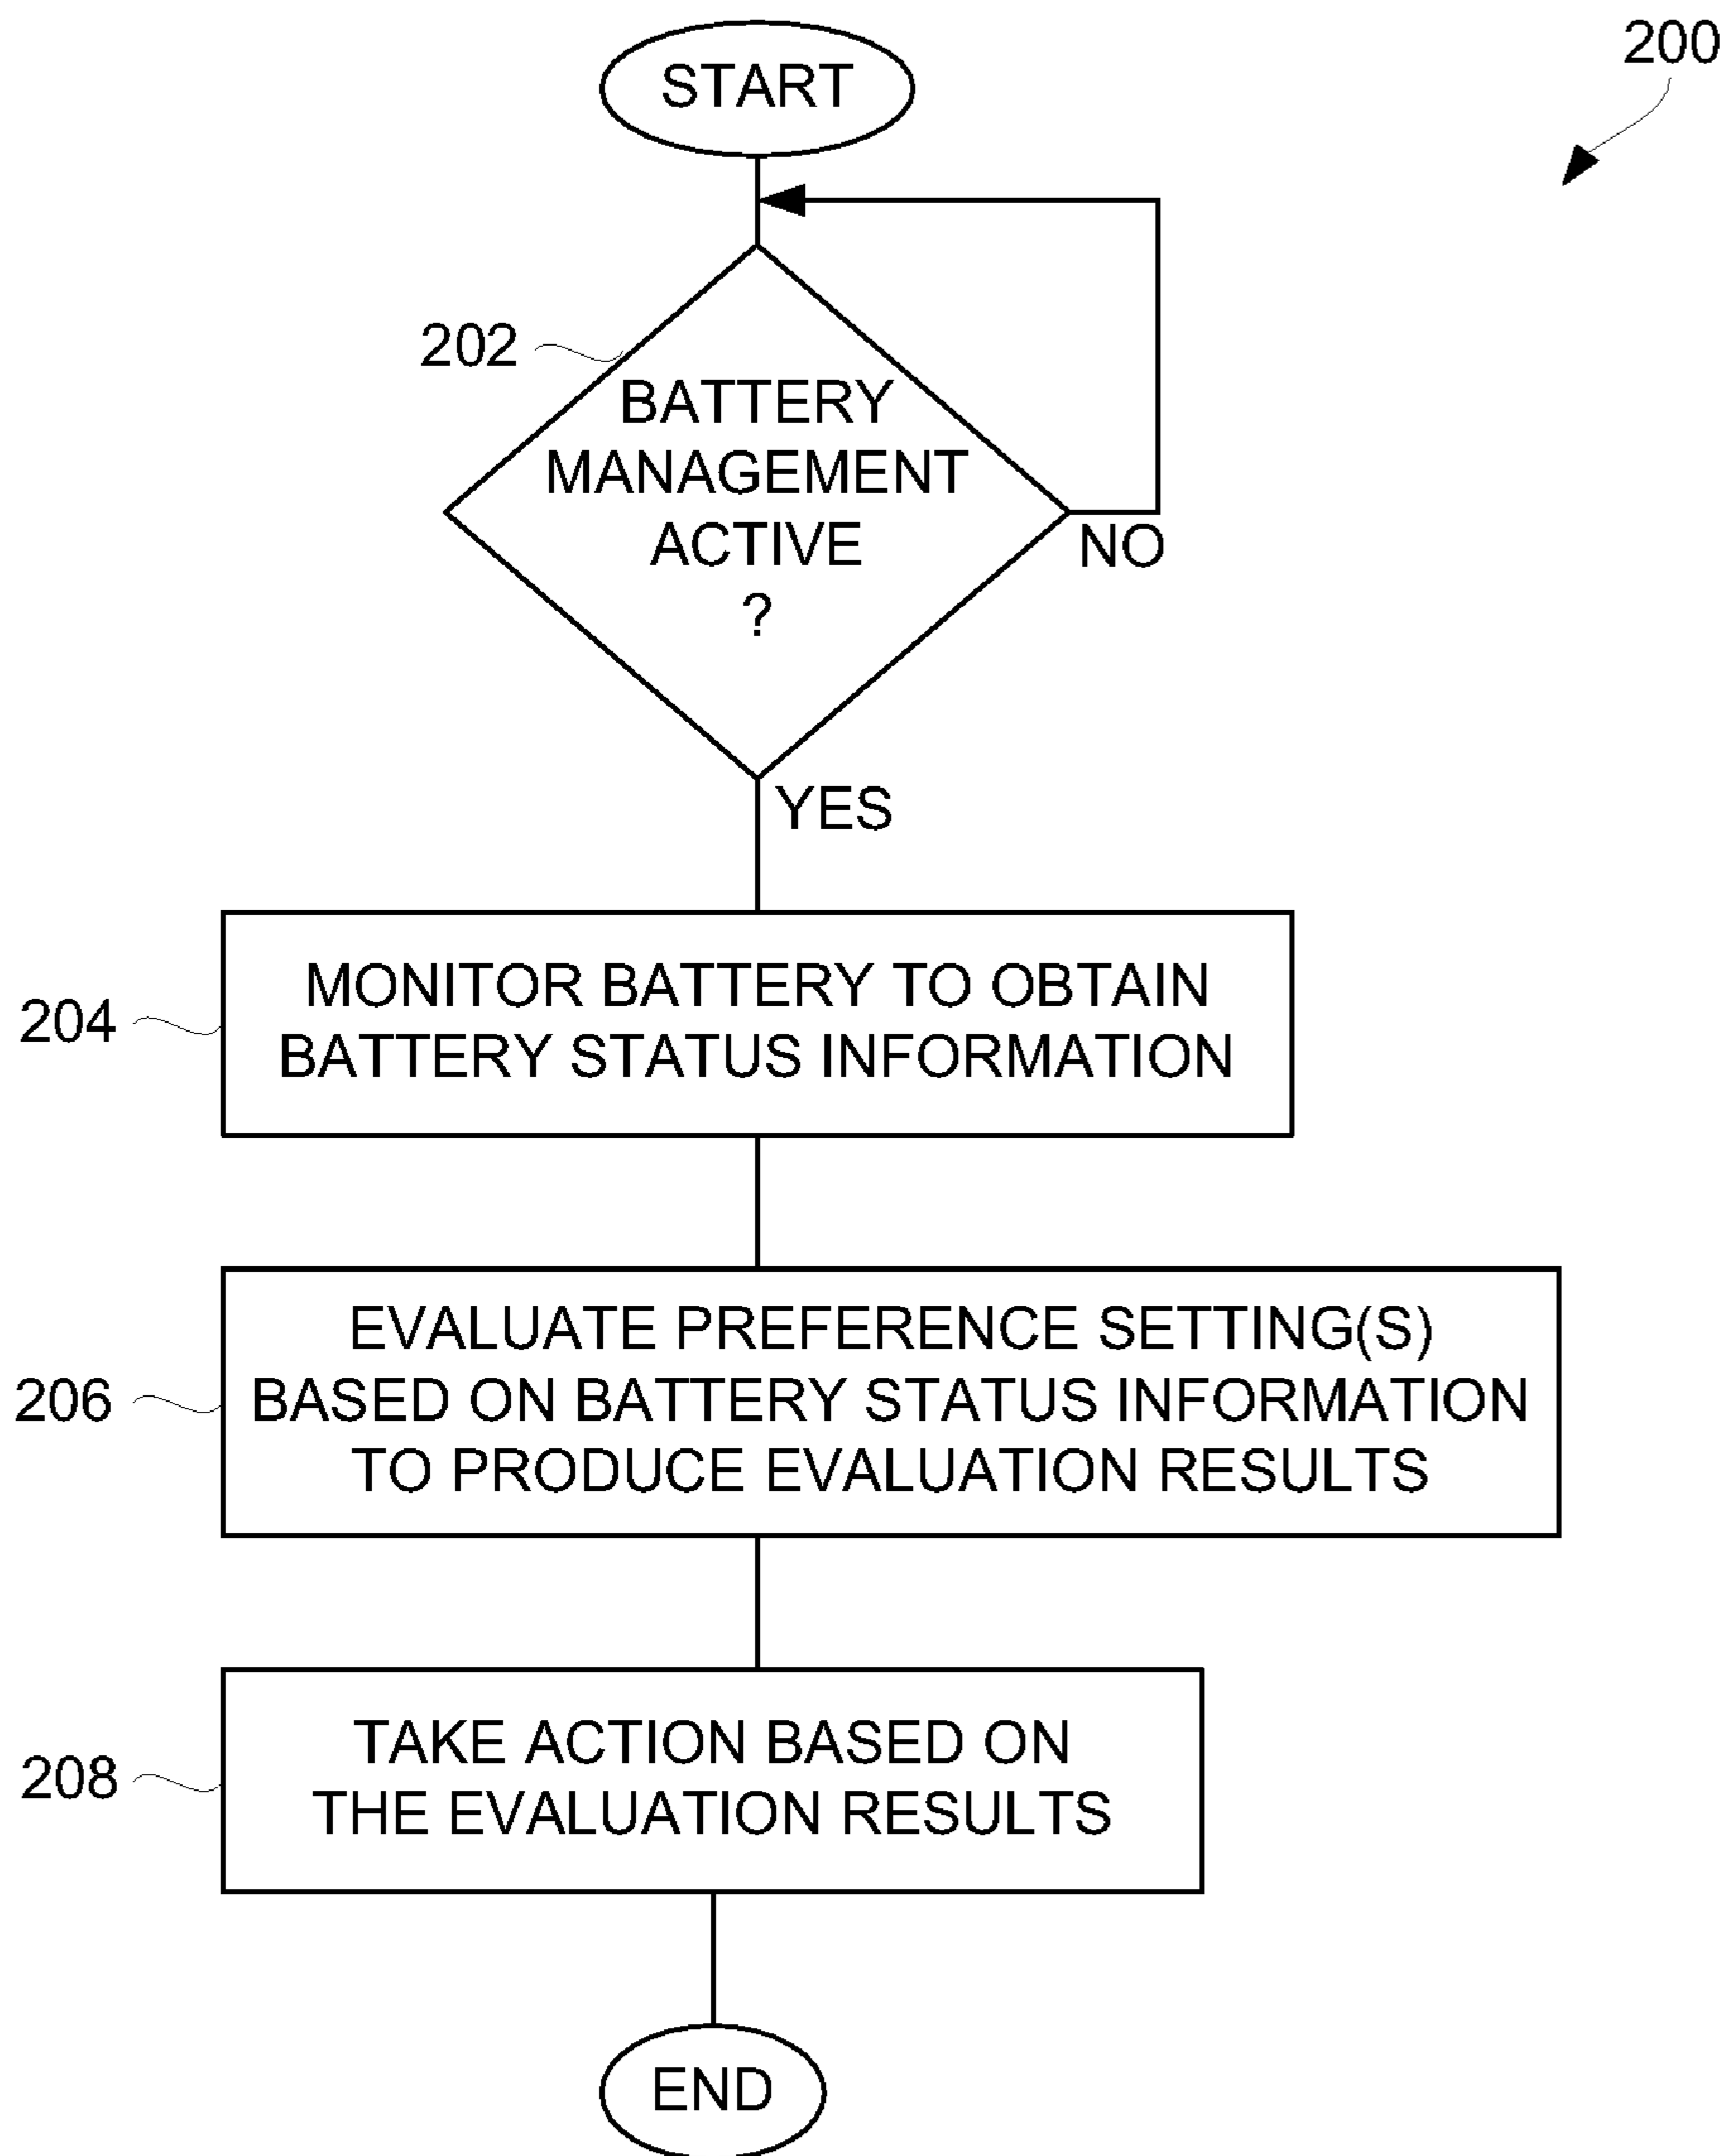 START
200
202
BATTERY
MANAGEMENT
ACTIVE
?
NO
YES
204
MONITOR BATTERY TO OBTAIN
BATTERY STATUS INFORMATION
206
EVALUATE PREFERENCE SETTING(S)
BASED ON BATTERY STATUS INFORMATION
TO PRODUCE EVALUATION RESULTS
208
TAKE ACTION BASED ON
THE EVALUATION RESULTS
END